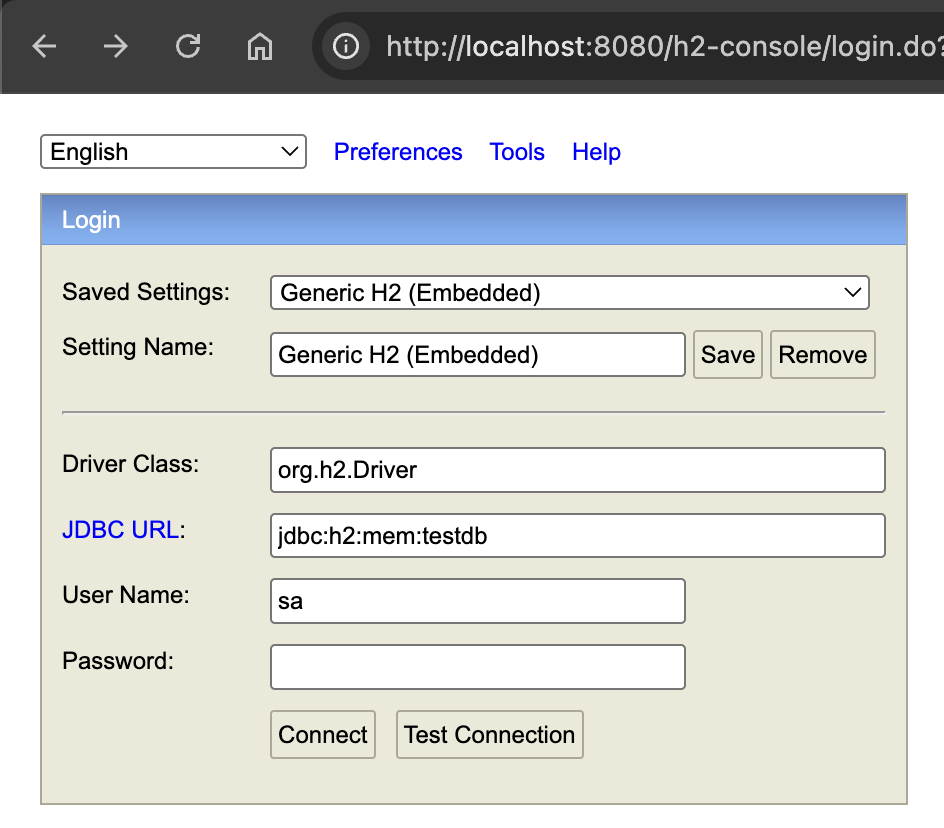 http://localhost:8080/h2-console/login.do?
English Preferences Tools Help
Login
Saved Settings: Generic H2 (Embedded)
Setting Name: Generic H2 (Embedded) Save Remove
Driver Class: org.h2.Driver
JDBC URL: jdbc:h2:mem:testdb
User Name: sa
Password:
Connect Test Connection